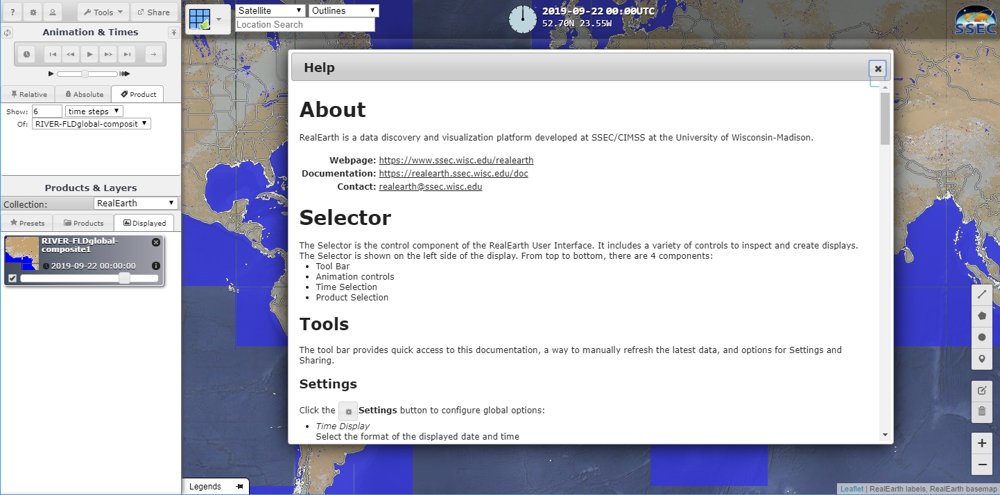 ?
Tools
Share
Animation & Times
Relative
Absolute
Product
Show: 6 time steps
Of: RIVER-FLDglobal-composit
Products & Layers
Collection: RealEarth
Presets
Products
Displayed
RIVER-FLDglobal-
composite1
2019-09-22 00:00:00
Satellite
Outlines
Location Search
2019-09-22 00:00UTC
52.70N 23.55W
SSEC
Help
About
RealEarth is a data discovery and visualization platform developed at SSEC/CIMSS at the University of Wisconsin-Madison.
Webpage: https://www.ssec.wisc.edu/realearth
Documentation: https://realearth.ssec.wisc.edu/doc
Contact: realearth@ssec.wisc.edu
Selector
The Selector is the control component of the RealEarth User Interface. It includes a variety of controls to inspect and create displays.
The Selector is shown on the left side of the display. From top to bottom, there are 4 components:
• Tool Bar
• Animation controls
• Time Selection
• Product Selection
Tools
The tool bar provides quick access to this documentation, a way to manually refresh the latest data, and options for Settings and
Sharing.
Settings
Click the Settings button to configure global options:
• Time Display
Select the format of the displayed date and time
Legends
+
−
Leaflet | RealEarth labels, RealEarth basemap